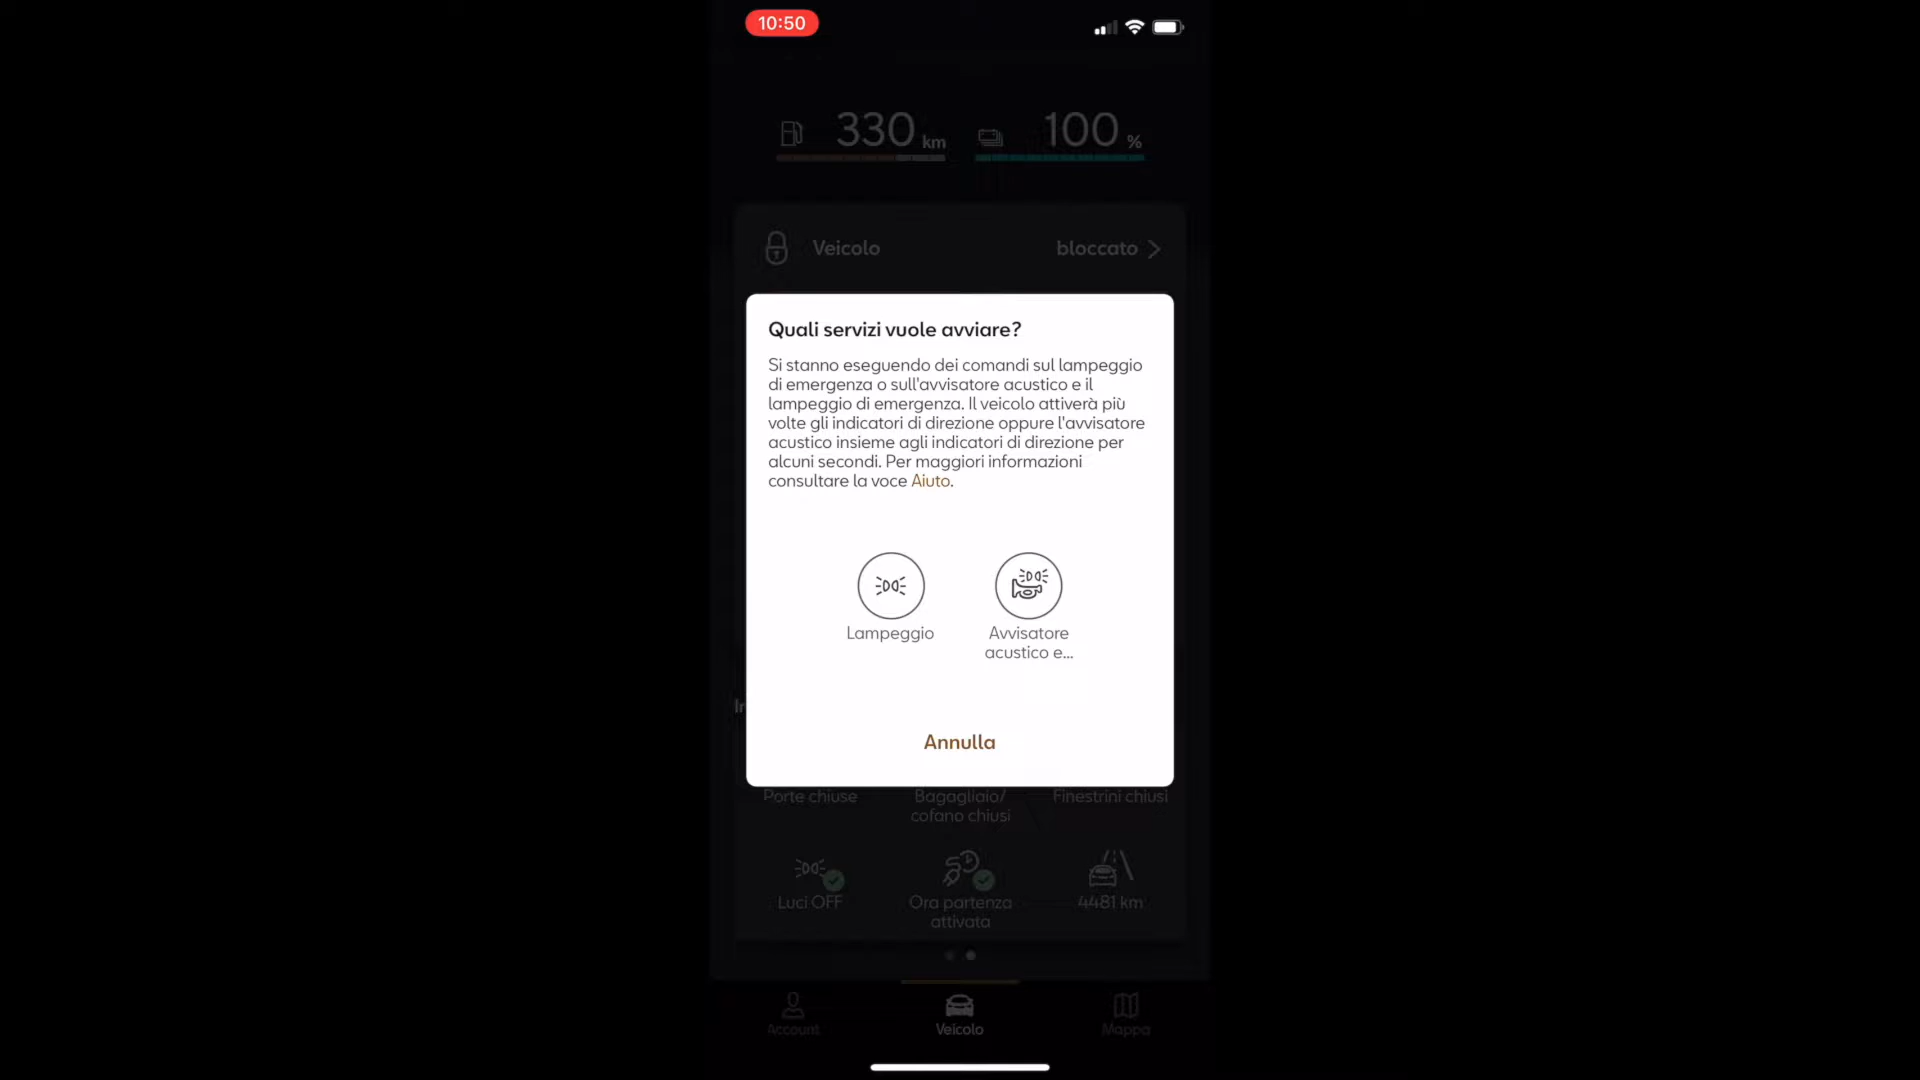 10:50
330 km
100 %
Veicolo
bloccato
Quali servizi vuole avviare?
Si stanno eseguendo dei comandi sul lampeggio
di emergenza o sull'avvisatore acustico e il
lampeggio di emergenza. Il veicolo attiverà più
volte gli indicatori di direzione oppure l'avvisatore
acustico insieme agli indicatori di direzione per
alcuni secondi. Per maggiori informazioni
consultare la voce Aiuto.
Lampeggio
Avvisatore
acustico e...
Annulla
Porte chiuse
Bagagliaio/
cofano chiusi
Finestrini chiusi
Luci OFF
Ora partenza
attivata
4481 km
Account
Veicolo
Mappa